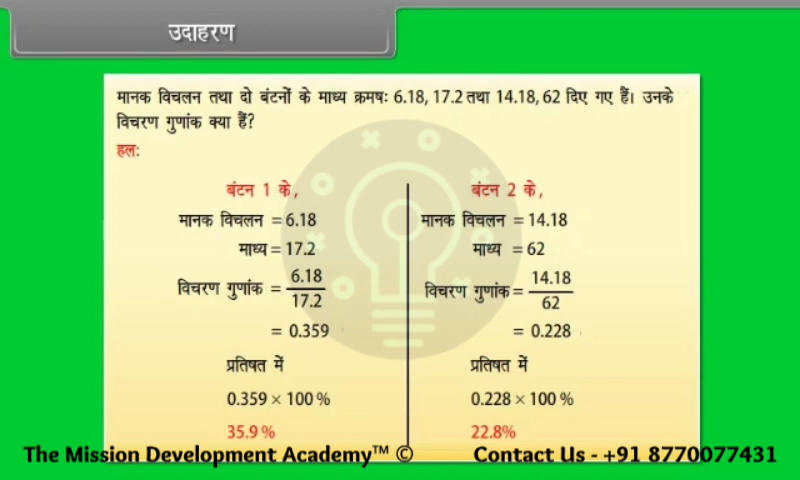 उदाहरण
मानक विचलन तथा दो बंटनों के माध्य क्रमषः 6.18, 17.2 तथा 14.18, 62 दिए गए हैं। उनके
विचरण गुणांक क्या हैं?
हलः
बंटन 1 के,
मानक विचलन = 6.18
माध्य = 17.2
विचरण गुणांक = 6.18/17.2
= 0.359
प्रतिषत में
0.359 × 100 %
35.9 %
बंटन 2 के,
मानक विचलन = 14.18
माध्य = 62
विचरण गुणांक = 14.18/62
= 0.228
प्रतिषत में
0.228 × 100 %
22.8%
The Mission Development Academy™ © Contact Us - +91 8770077431